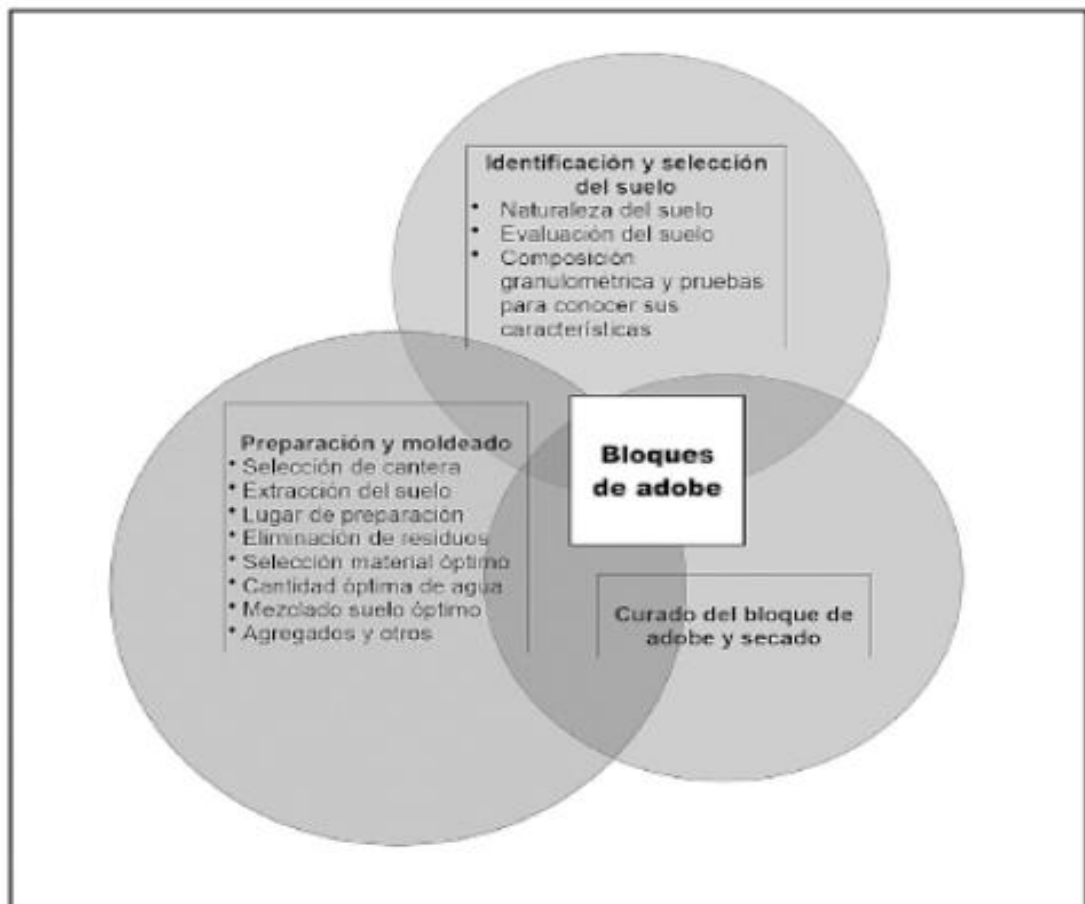 Identificación y selección
del suelo
• Naturaleza del suelo
• Evaluación del suelo
• Composición
granulométrica y pruebas
para conocer sus
características
Preparación y moldeado
• Selección de cantera
• Extracción del suelo
• Lugar de preparación
• Eliminación de residuos
• Selección material óptimo
• Cantidad óptima de agua
• Mezclado suelo óptimo
• Agregados y otros
Bloques
de adobe
Curado del bloque de
adobe y secado